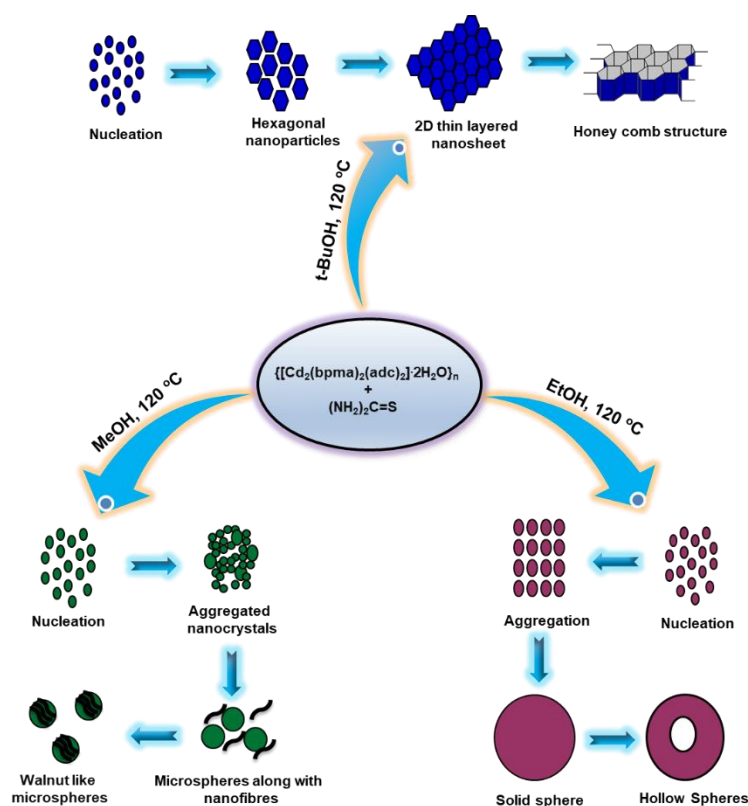 Nucleation
Hexagonal
nanoparticles
2D thin layered
nanosheet
Honey comb structure
t-BuOH, 120 °C
{[Cd₂(bpma)₂(adc)₂]·2H₂O}ₙ
+
(NH₂)₂C=S
MeOH, 120 °C
EtOH, 120 °C
Nucleation
Aggregated
nanocrystals
Aggregation
Nucleation
Walnut like
microspheres
Microspheres along with
nanofibres
Solid sphere
Hollow Spheres